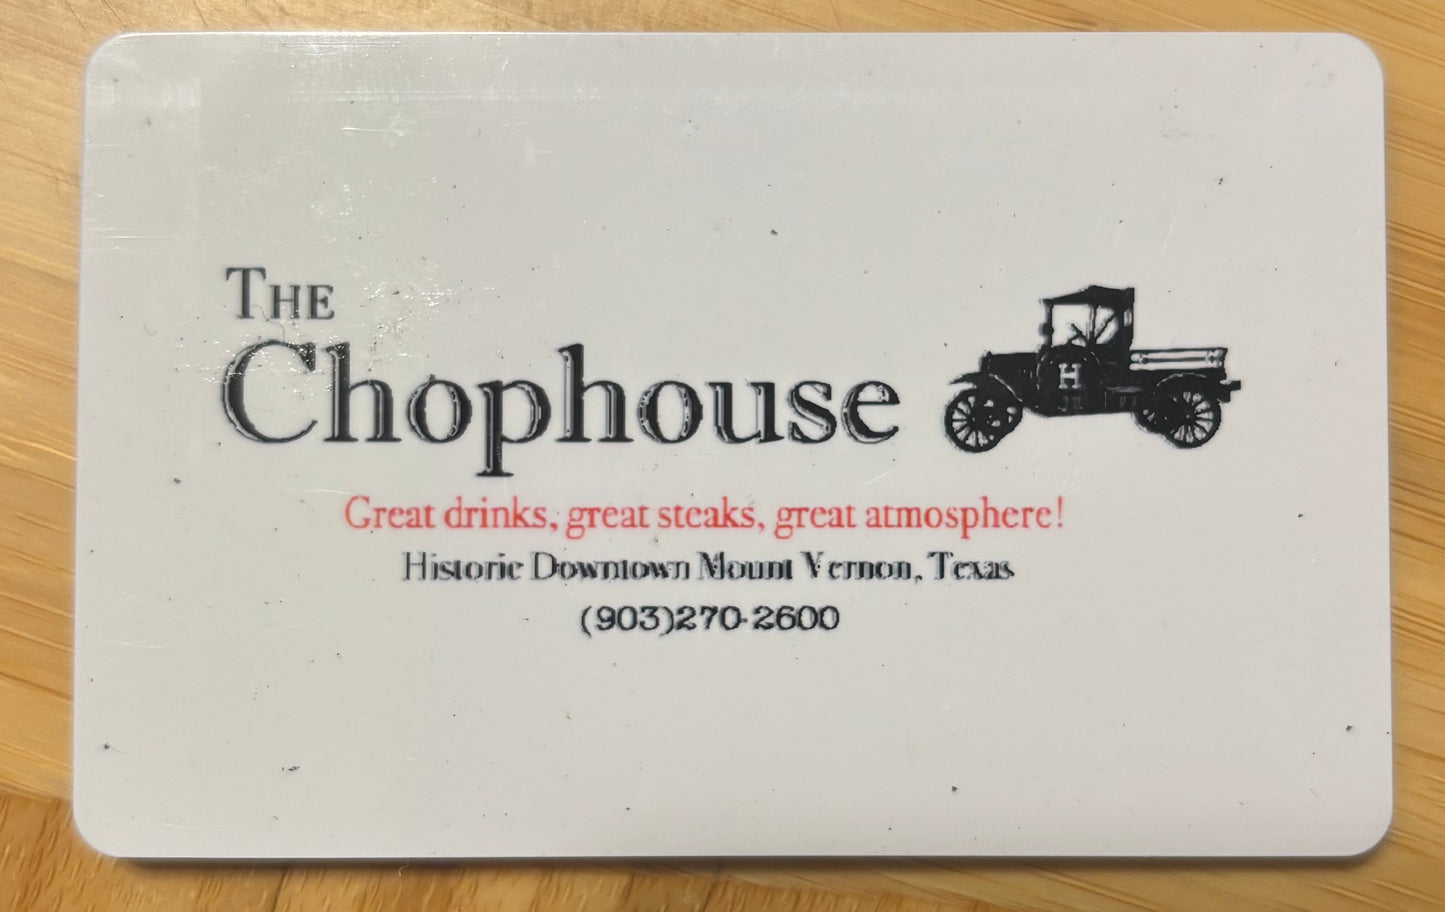 THE
Chophouse
H
Great drinks, great steaks, great atmosphere!
Historic Downtown Mount Vernon, Texas
(903)270-2600